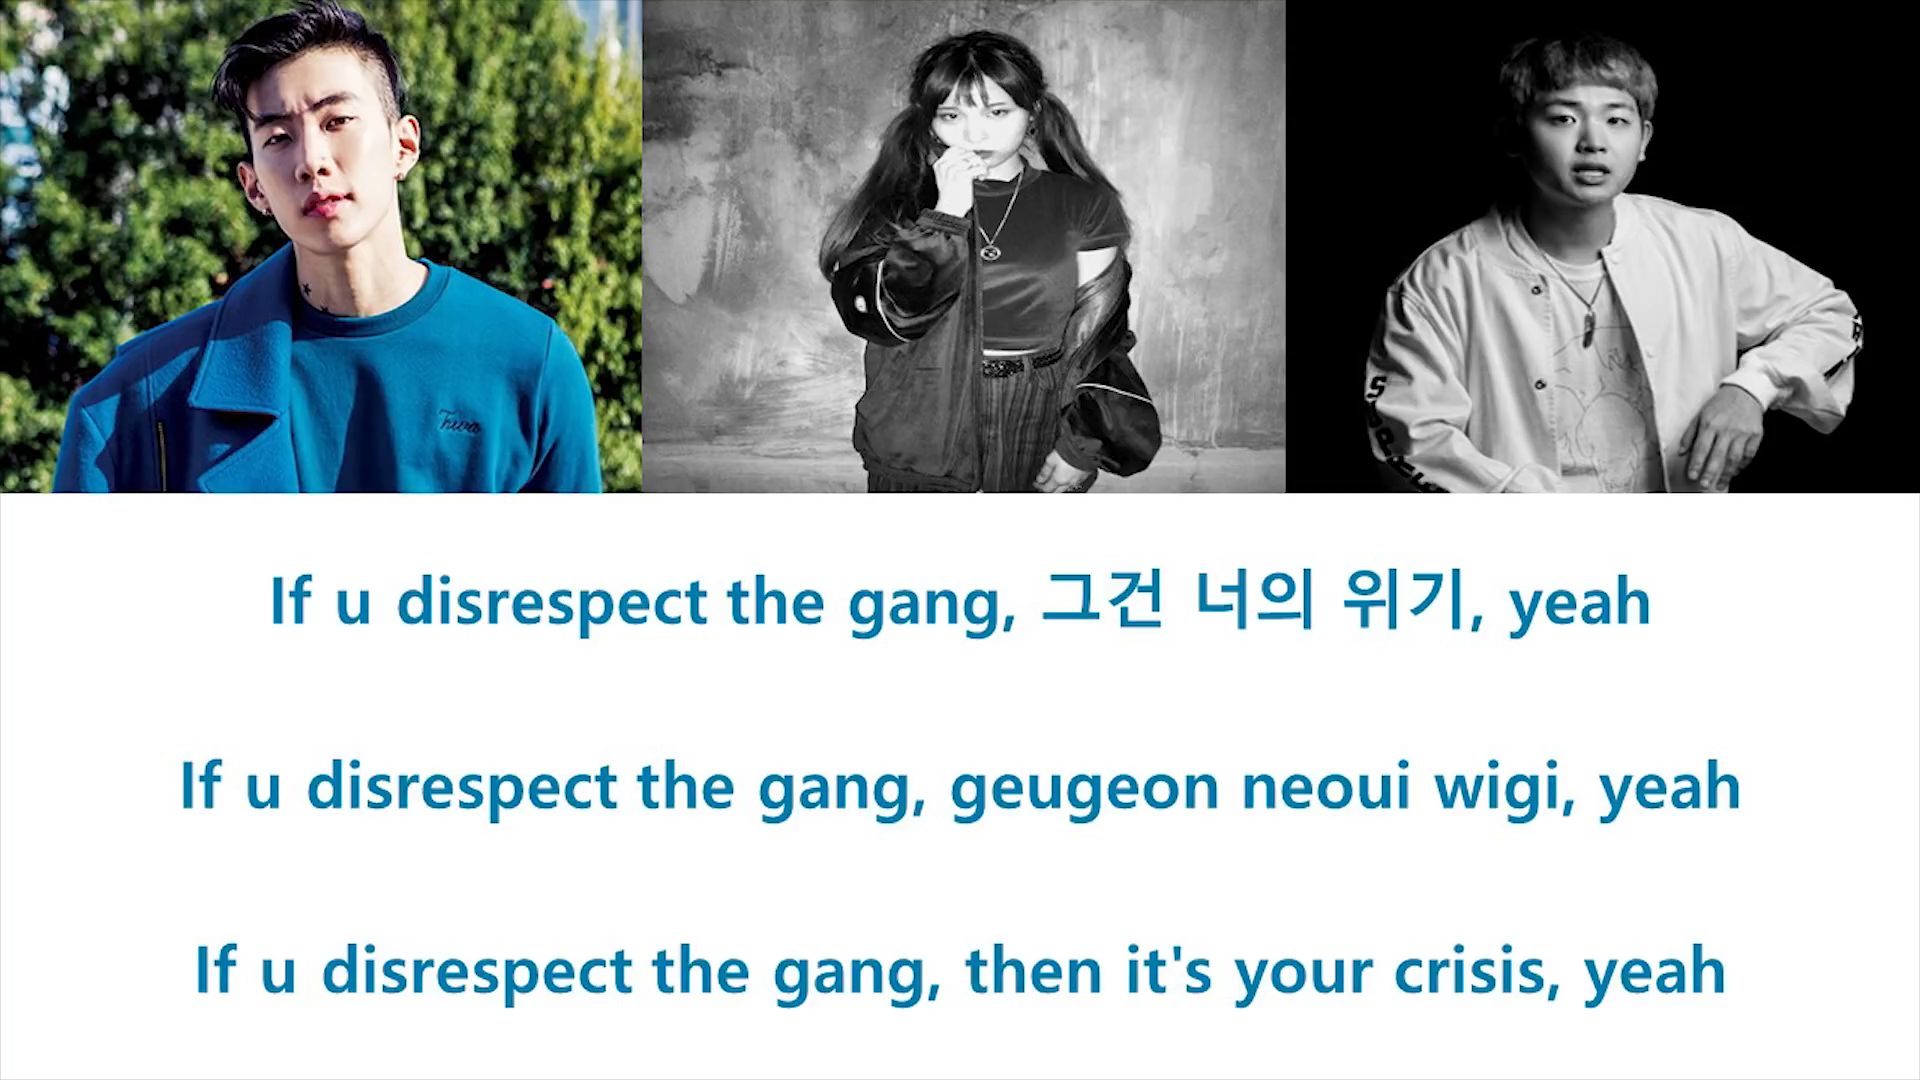 If u disrespect the gang, 그건 너의 위기, yeah
If u disrespect the gang, geugeon neoui wigi, yeah
If u disrespect the gang, then it's your crisis, yeah